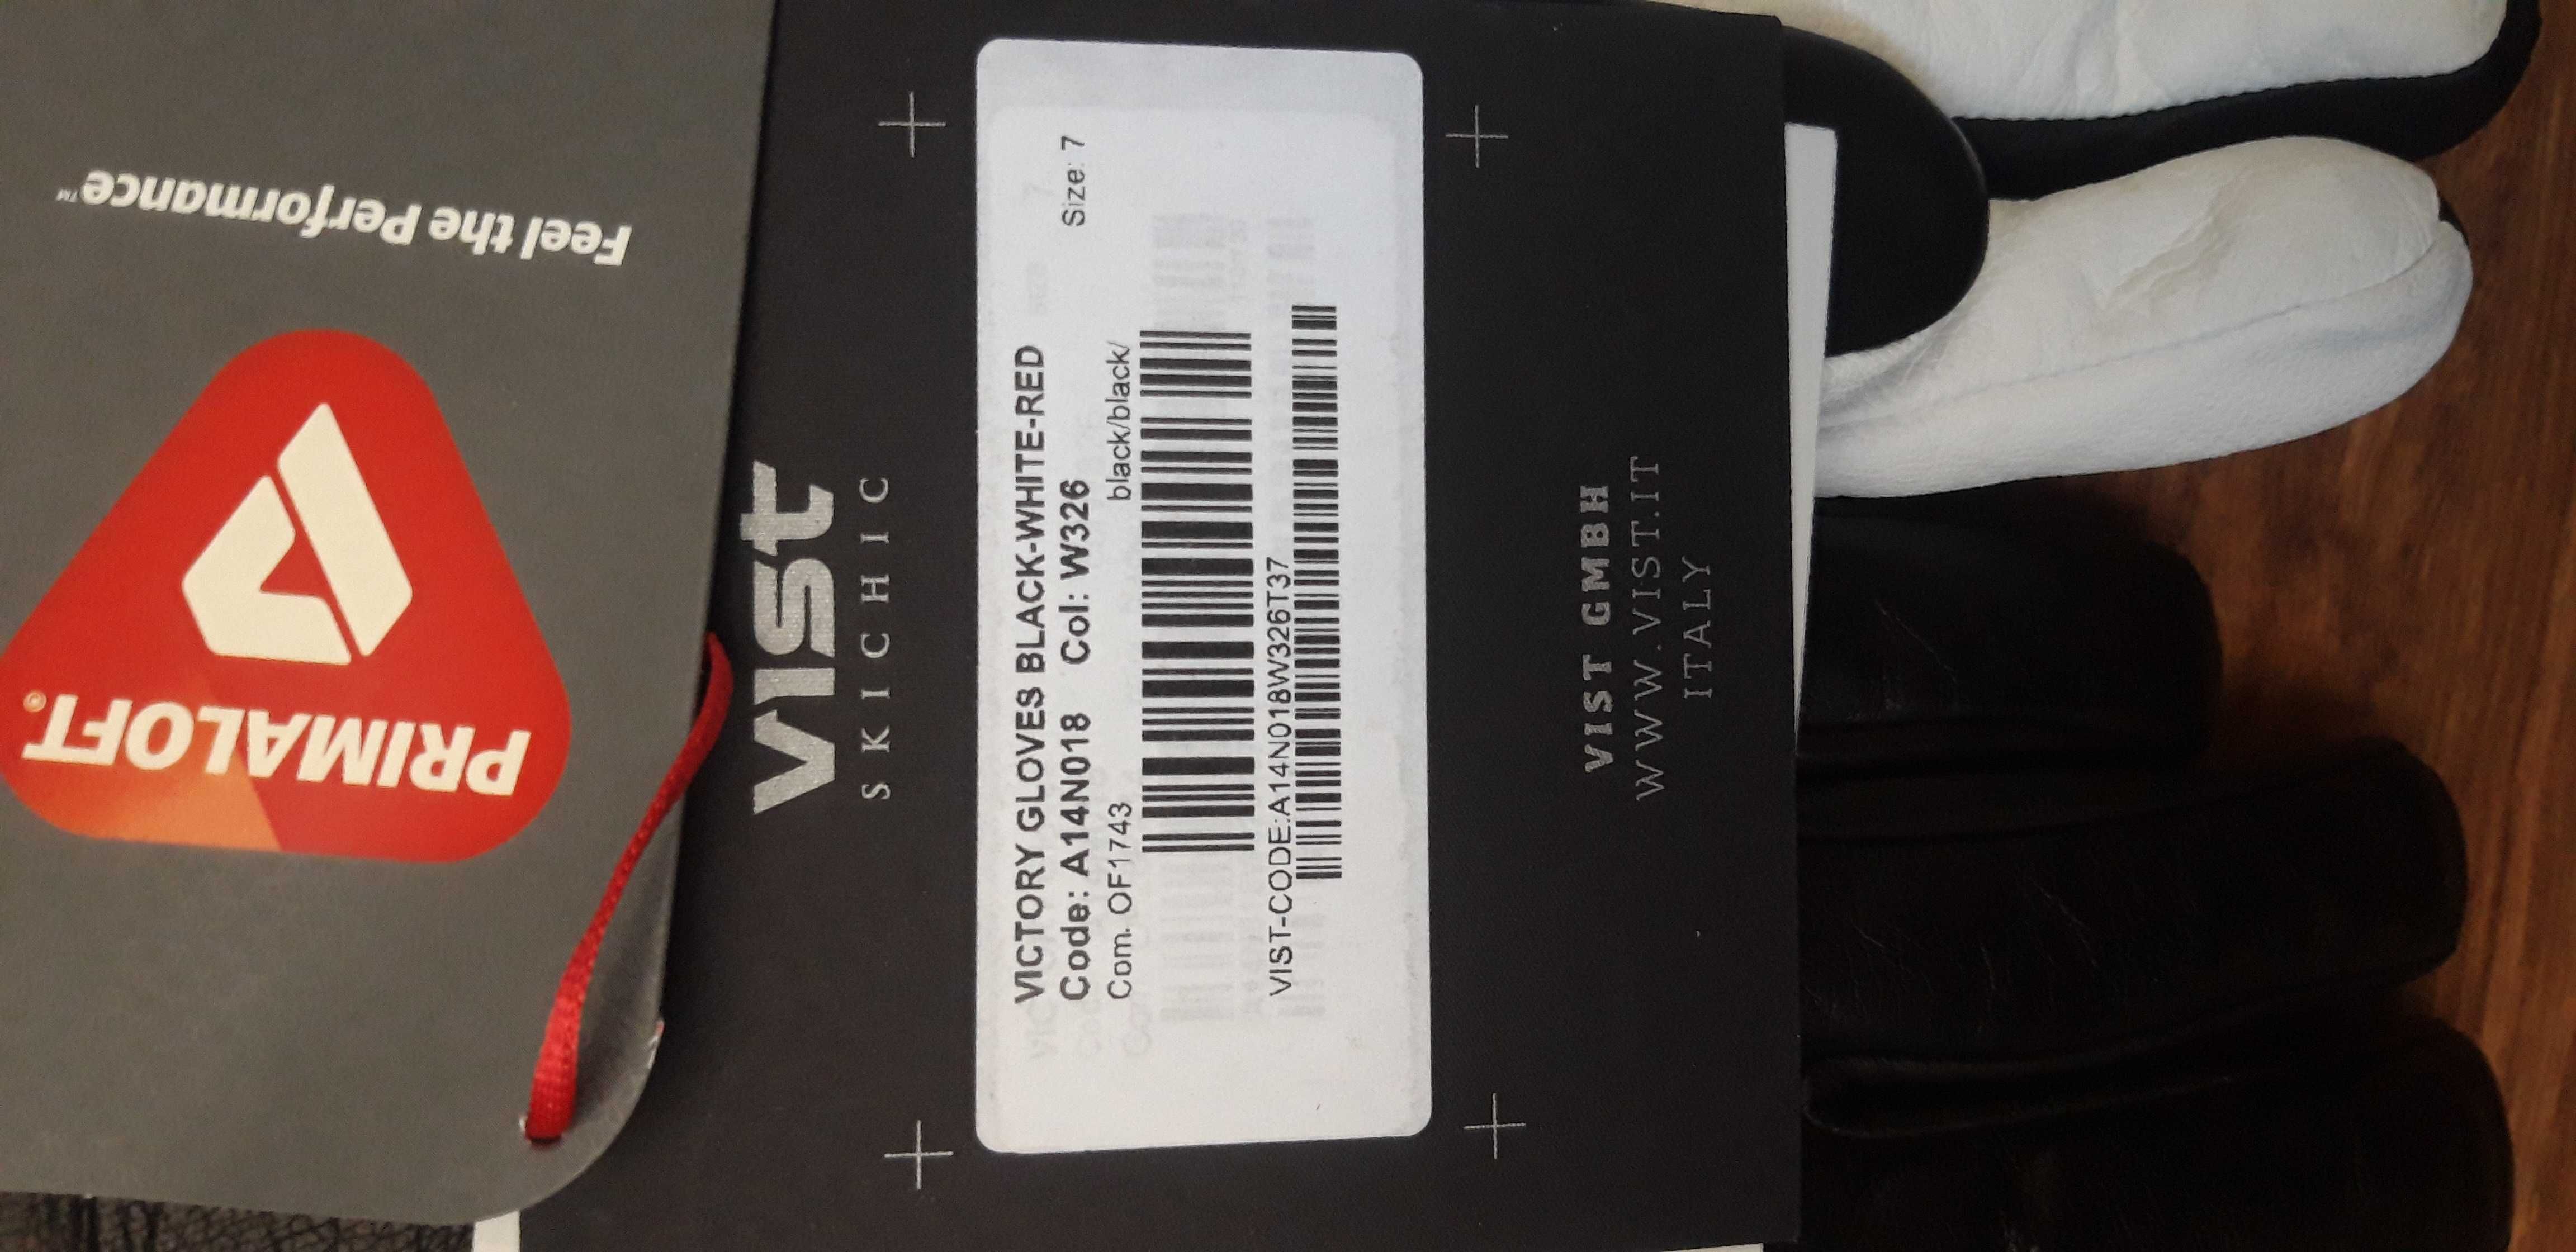 PRIMALOFT®
Feel the Performance™
vist
SKICHIC
VICTORY GLOVES BLACK-WHITE-RED
Code: A14N018 Col: W326 Size: 7
Com. OF1743 black/black/
VIST-CODE:A14N018W326T37
VIST GMBH
WWW.VIST.IT
ITALY